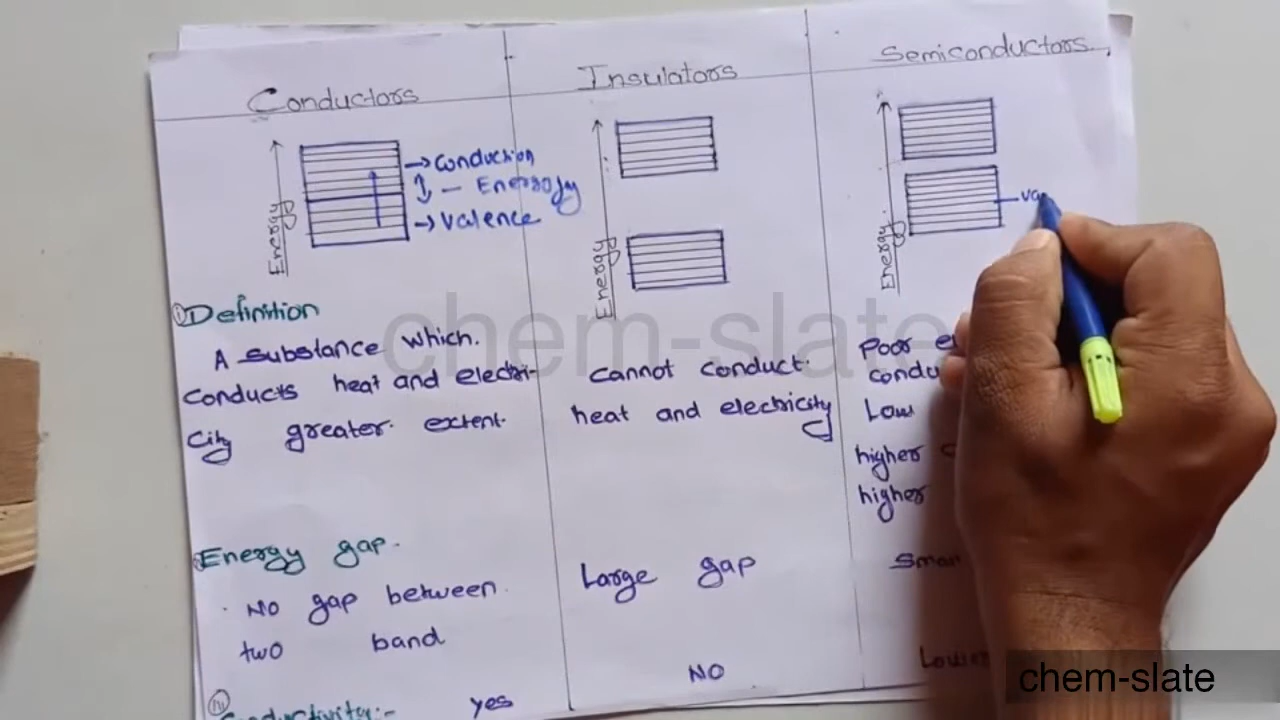 Conductors
Insulators
Semiconductors,
Energy
→Conduction
- Energy
→Valence
Energy
Energy.
i) Definition
A substance which.
conducts heat and electri-
city greater. extent.
cannot conduct.
heat and electricity
Poor
Low
higher
higher
Energy gap.
NO gap between.
two band
Large gap
Conductivity:-
yes
NO
chem-slate
chem-slate